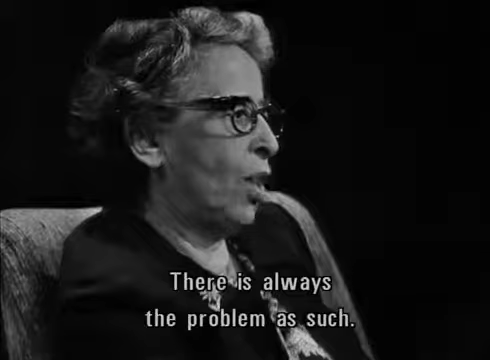 There is always
the problem as such.